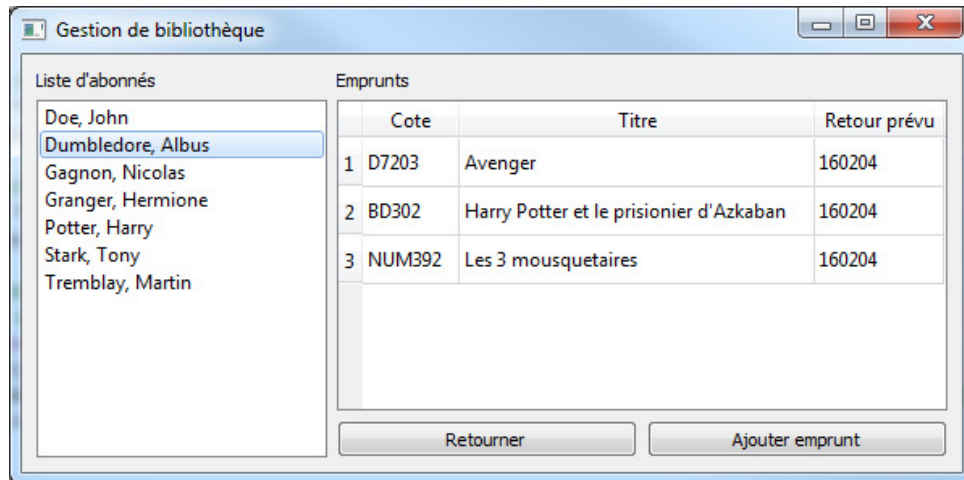 Gestion de bibliothèque
Liste d'abonnés
Doe, John
Dumbledore, Albus
Gagnon, Nicolas
Granger, Hermione
Potter, Harry
Stark, Tony
Tremblay, Martin
Emprunts
Cote Titre Retour prévu
1 D7203 Avenger 160204
2 BD302 Harry Potter et le prisionier d'Azkaban 160204
3 NUM392 Les 3 mousquetaires 160204
Retourner Ajouter emprunt